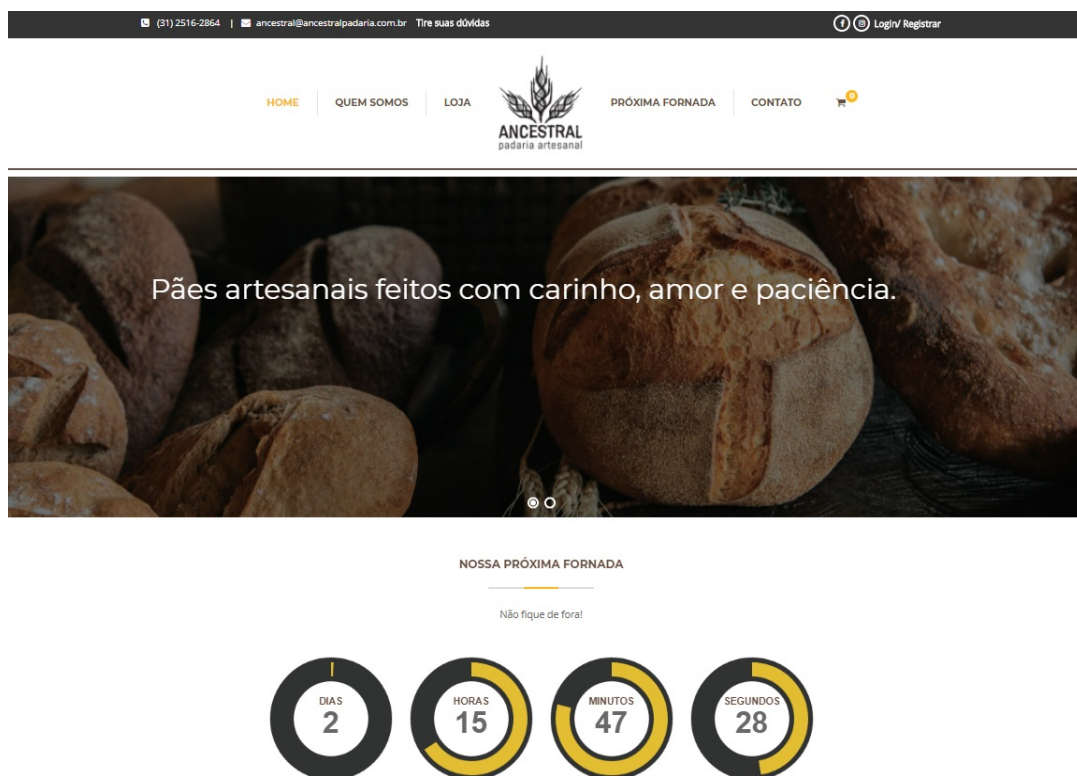 (31) 2516-2864 | ancestral@ancestralpadaria.com.br Tire suas dúvidas
Login/ Registrar
HOME QUEM SOMOS LOJA
ANCESTRAL
padaria artesanal
PRÓXIMA FORNADA CONTATO 0
Pães artesanais feitos com carinho, amor e paciência.
NOSSA PRÓXIMA FORNADA
Não fique de fora!
DIAS
2
HORAS
15
MINUTOS
47
SEGUNDOS
28